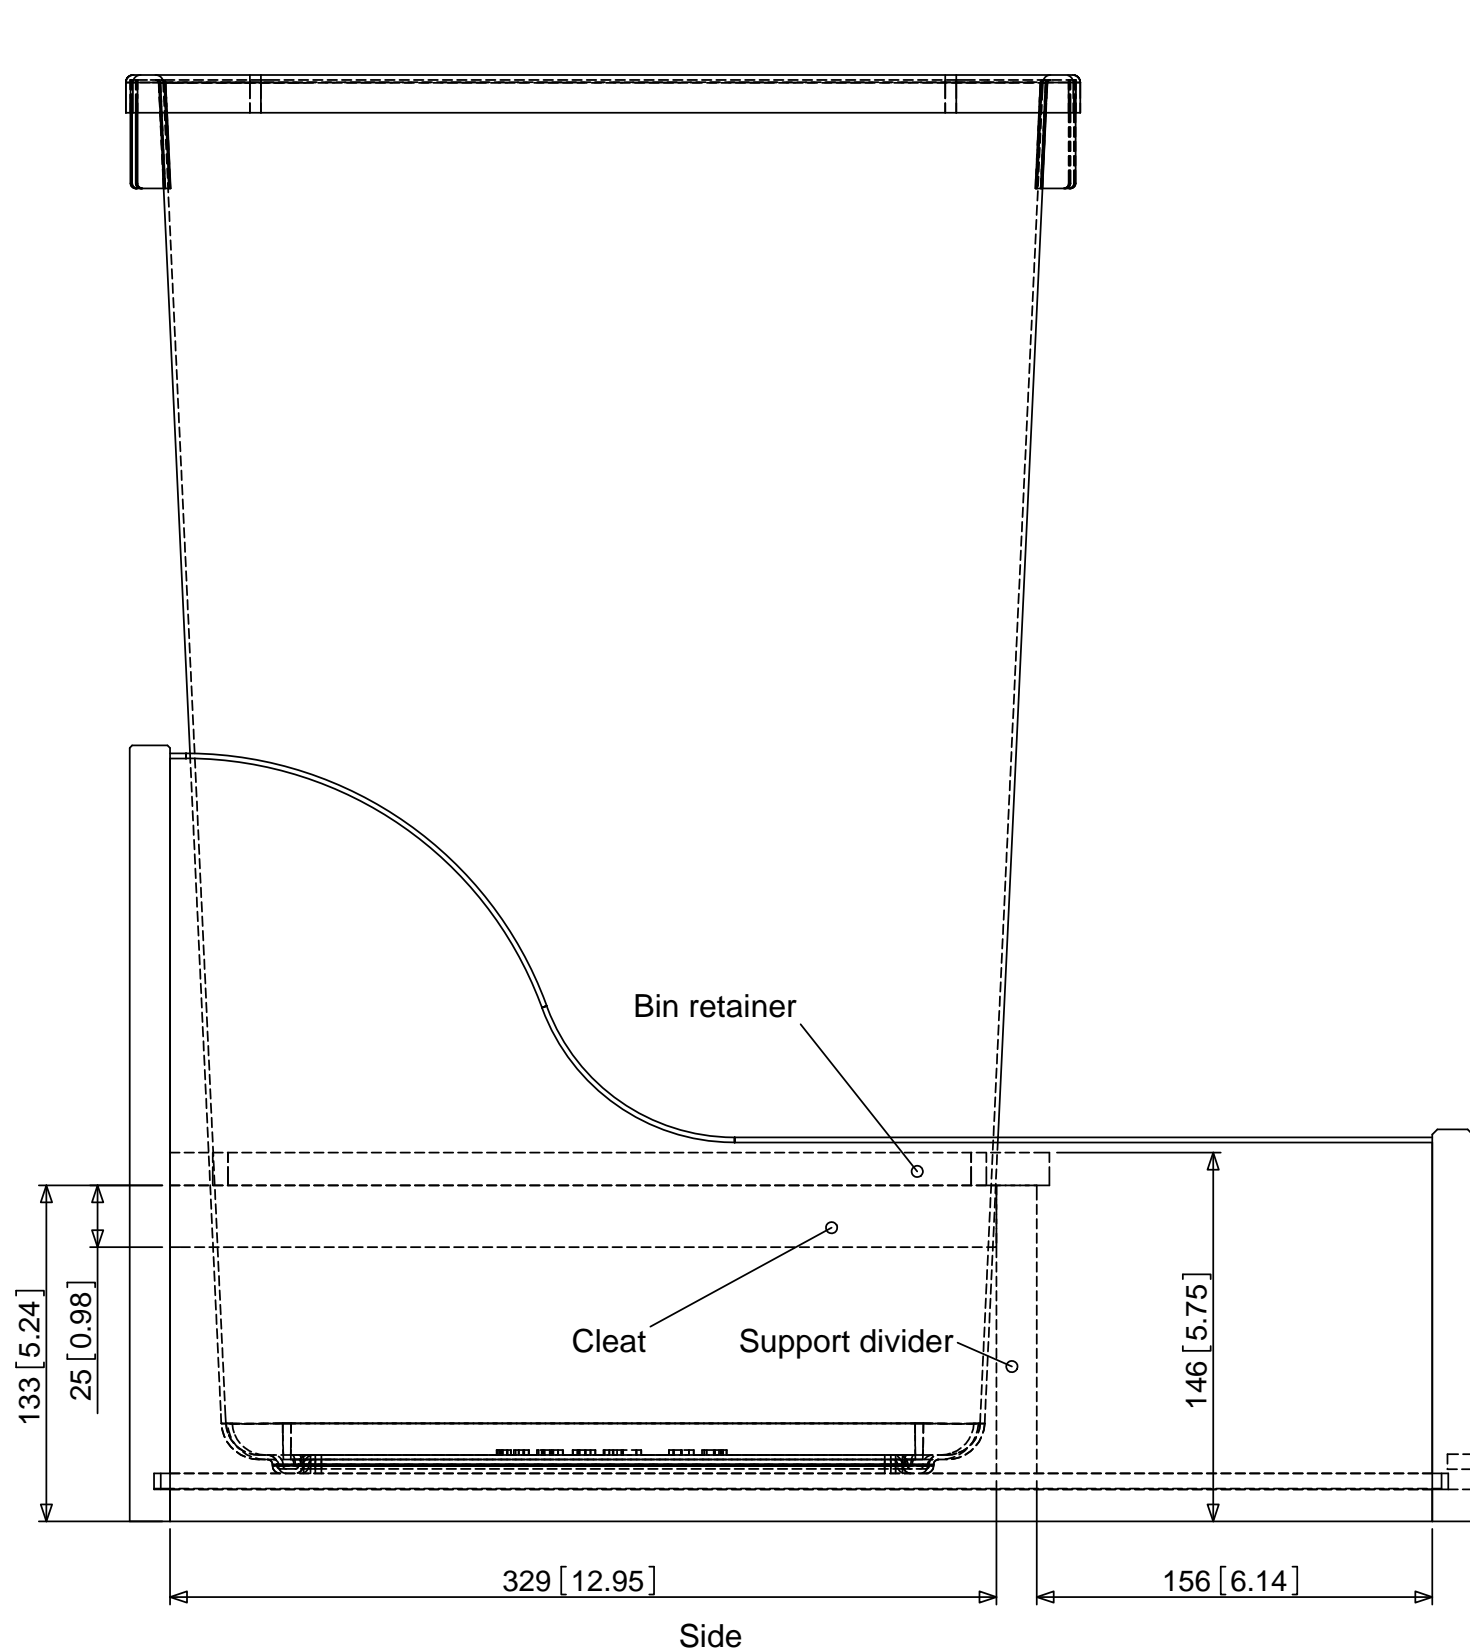 Bin retainer
Cleat
Support divider
133 [5.24]
25 [0.98]
146 [5.75]
329 [12.95]
156 [6.14]
Side